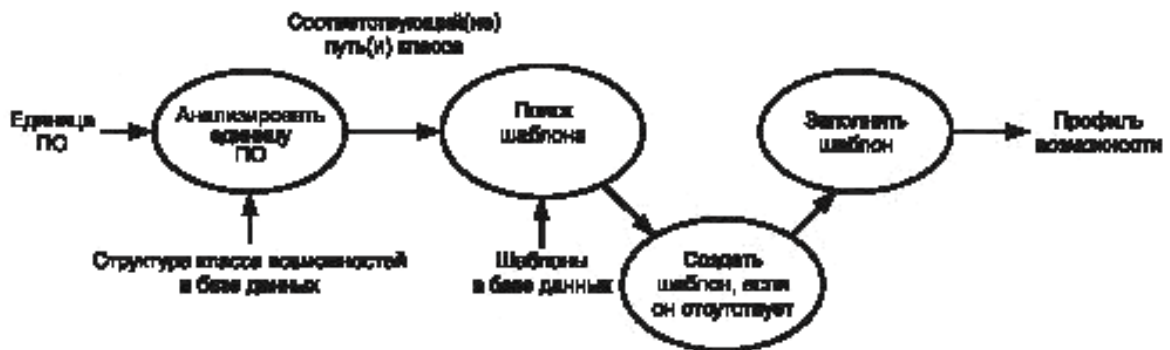 Соответствующий(ие)
путь(и) класса
Единица
ПО
Анализировать
единицу
ПО
Поиск
шаблона
Заполнять
шаблон
Профиль
возможности
Структура класса возможностей
в базе данных
Шаблоны
в базе данных
Создать
шаблон, если
он отсутствует